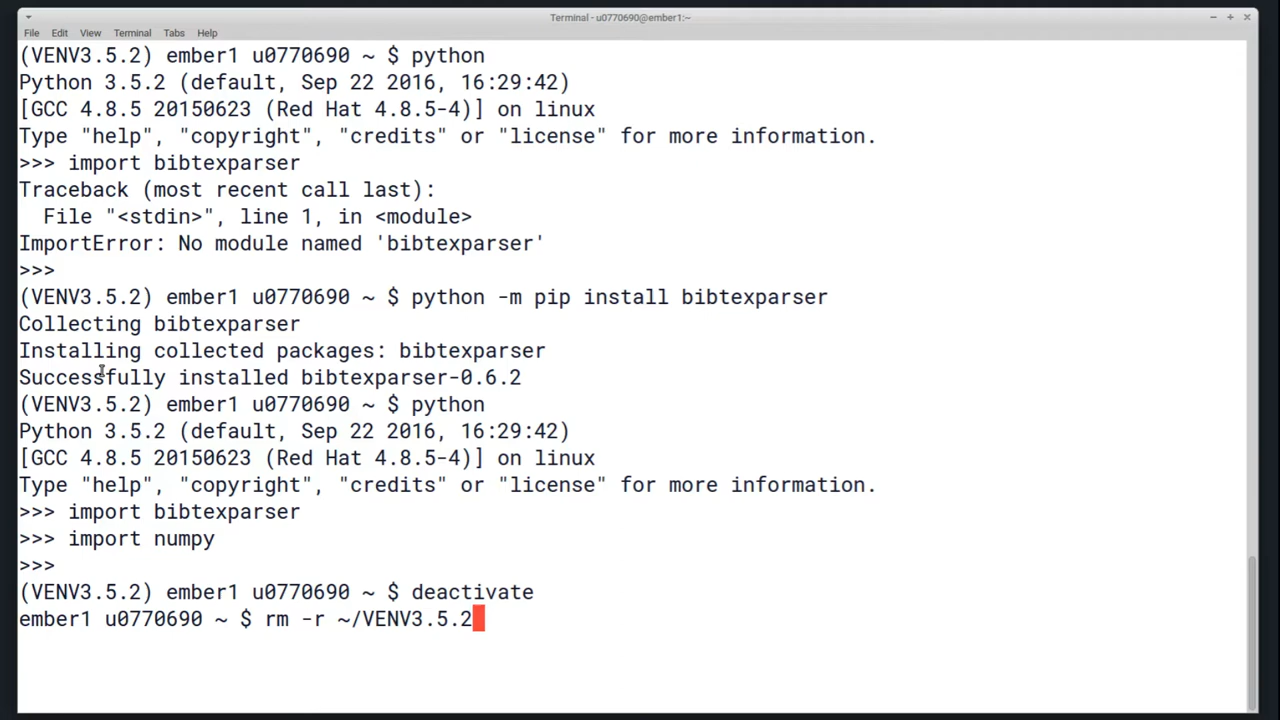 Terminal - u0770690@ember1:~
File Edit View Terminal Tabs Help
(VENV3.5.2) ember1 u0770690 ~ $ python
Python 3.5.2 (default, Sep 22 2016, 16:29:42)
[GCC 4.8.5 20150623 (Red Hat 4.8.5-4)] on linux
Type "help", "copyright", "credits" or "license" for more information.
>>> import bibtexparser
Traceback (most recent call last):
  File "<stdin>", line 1, in <module>
ImportError: No module named 'bibtexparser'
>>>
(VENV3.5.2) ember1 u0770690 ~ $ python -m pip install bibtexparser
Collecting bibtexparser
Installing collected packages: bibtexparser
Successfully installed bibtexparser-0.6.2
(VENV3.5.2) ember1 u0770690 ~ $ python
Python 3.5.2 (default, Sep 22 2016, 16:29:42)
[GCC 4.8.5 20150623 (Red Hat 4.8.5-4)] on linux
Type "help", "copyright", "credits" or "license" for more information.
>>> import bibtexparser
>>> import numpy
>>>
(VENV3.5.2) ember1 u0770690 ~ $ deactivate
ember1 u0770690 ~ $ rm -r ~/VENV3.5.2